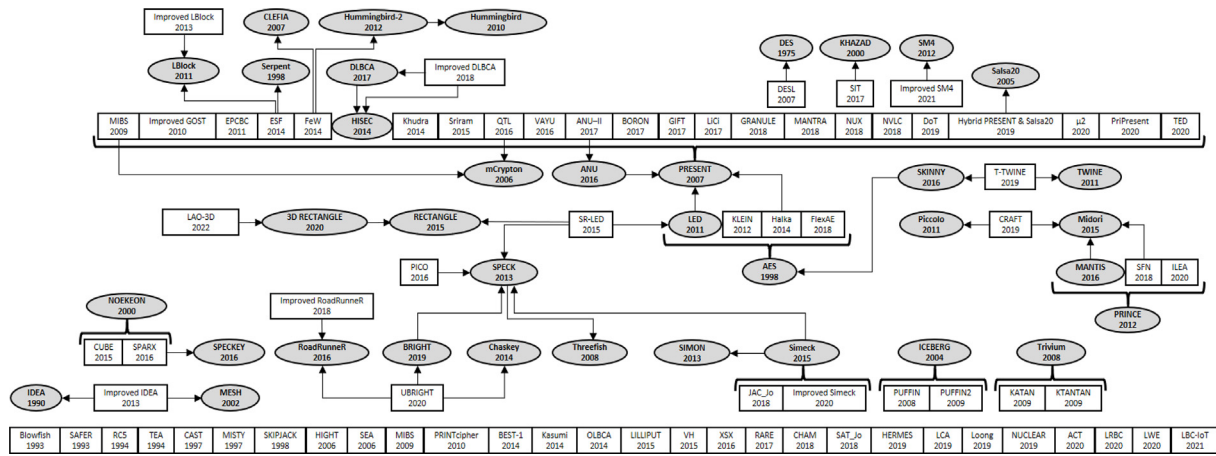 Improved LBlock
2013
CLEFIA
2007
Hummingbird-2
2012
Hummingbird
2010
DES
1975
KHAZAD
2000
SM4
2012
LBlock
2011
Serpent
1998
DLBCA
2017
Improved DLBCA
2018
Salsa20
2005
DESL
2007
SIT
2017
Improved SM4
2021
MIBS
2009
Improved GOST
2010
EPCBC
2011
ESF
2014
FeW
2014
HISEC
2014
Khudra
2014
Sriram
2015
QTL
2016
VAYU
2016
ANU-II
2017
BORON
2017
GIFT
2017
LiCi
2017
GRANULE
2018
MANTRA
2018
NUX
2018
NVLC
2018
DoT
2019
Hybrid PRESENT & Salsa20
2019
µ2
2020
PriPresent
2020
TED
2020
mCrypton
2006
ANU
2016
PRESENT
2007
SKINNY
2016
T-TWINE
2019
TWINE
2011
LAO-3D
2022
3D RECTANGLE
2020
RECTANGLE
2015
SR-LED
2015
LED
2011
KLEIN
2012
Halka
2014
FlexAE
2018
Piccolo
2011
CRAFT
2019
Midori
2015
PICO
2016
SPECK
2013
AES
1998
MANTIS
2016
SFN
2018
ILEA
2020
NOEKEON
2000
Improved RoadRunneR
2018
PRINCE
2012
CUBE
2015
SPARX
2016
SPECKEY
2016
RoadRunneR
2016
BRIGHT
2019
Chaskey
2014
Threefish
2008
SIMON
2013
Simeck
2015
ICEBERG
2004
Trivium
2008
IDEA
1990
Improved IDEA
2013
MESH
2002
UBRIGHT
2020
JAC_Jo
2018
Improved Simeck
2020
PUFFIN
2008
PUFFIN2
2009
KATAN
2009
KTANTAN
2009
Blowfish
1993
SAFER
1993
RC5
1994
TEA
1994
CAST
1997
MISTY
1997
SKIPJACK
1998
HIGHT
2006
SEA
2006
MIBS
2009
PRINTcipher
2010
BEST-1
2014
Kasumi
2014
OLBCA
2014
LILLIPUT
2015
VH
2015
XSX
2016
RARE
2017
CHAM
2018
SAT_Jo
2018
HERMES
2019
LCA
2019
Loong
2019
NUCLEAR
2019
ACT
2020
LRBC
2020
LWE
2020
LBC-IoT
2021